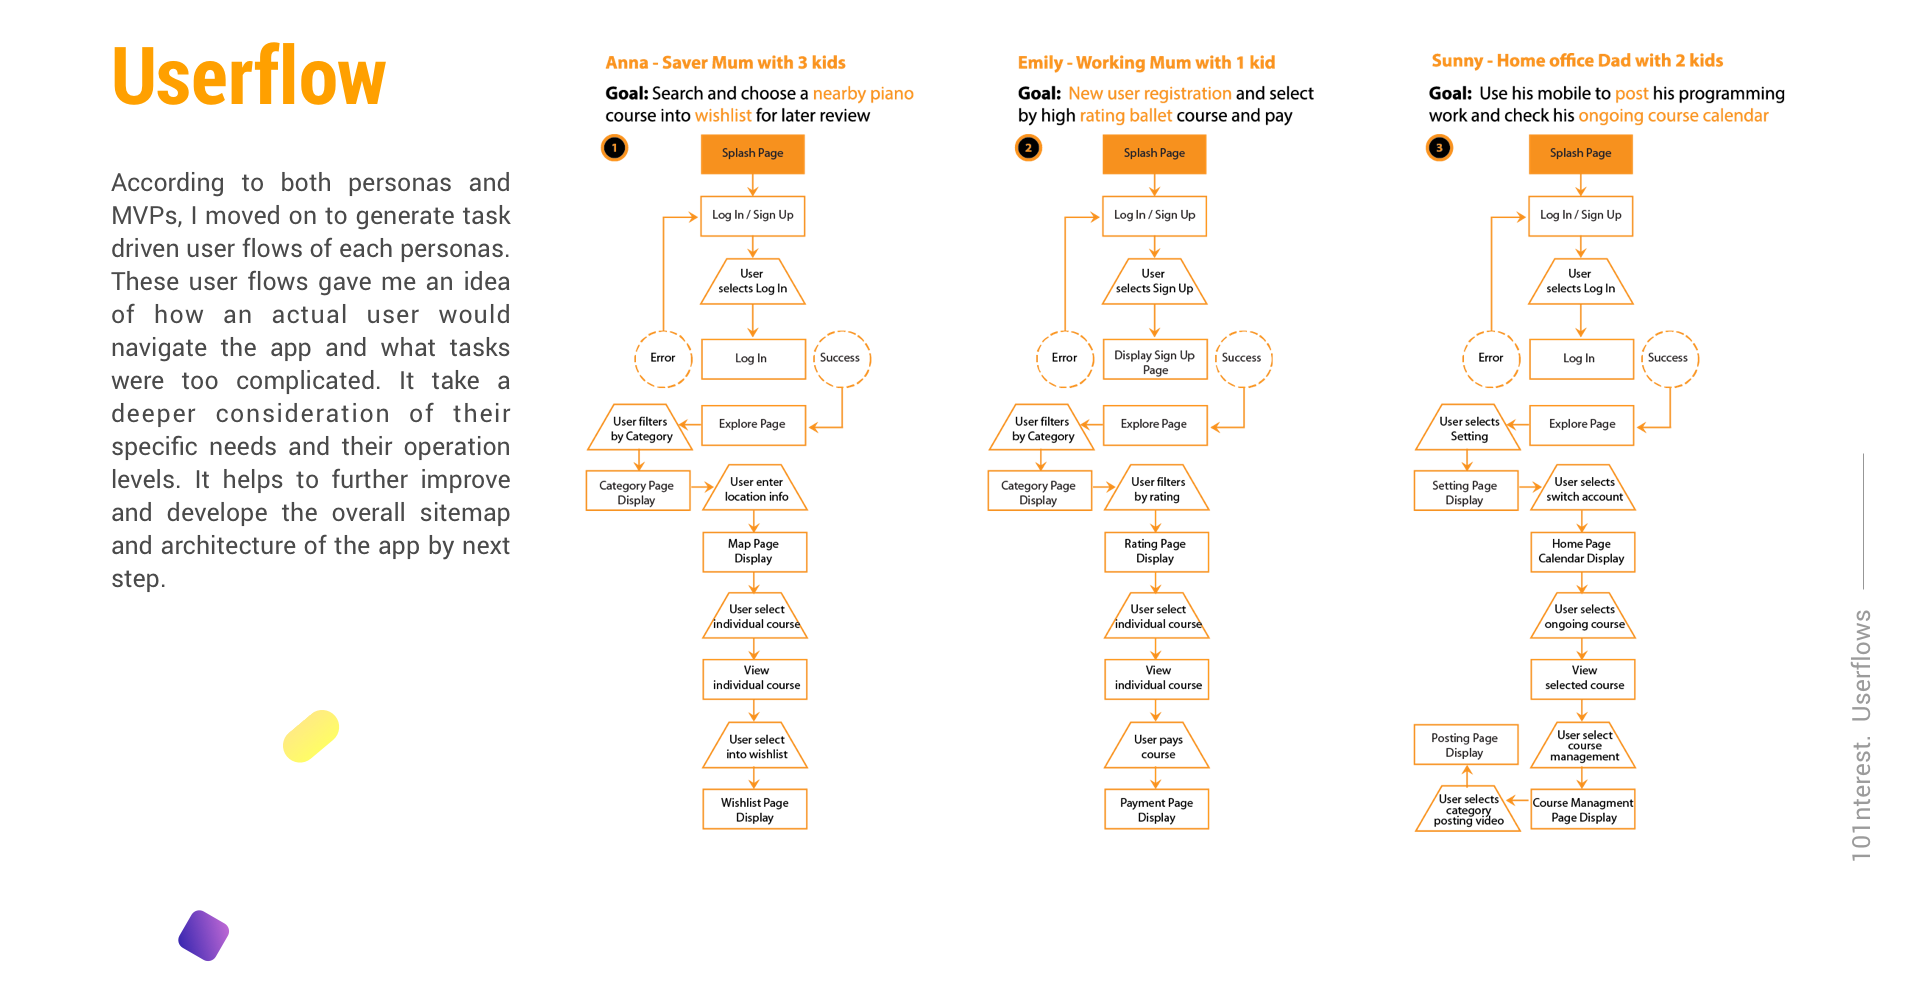 Userflow
According to both personas and
MVPs, I moved on to generate task
driven user flows of each personas.
These user flows gave me an idea
of how an actual user would
navigate the app and what tasks
were too complicated. It take a
deeper consideration of their
specific needs and their operation
levels. It helps to further improve
and develope the overall sitemap
and architecture of the app by next
step.
Anna - Saver Mum with 3 kids
Goal: Search and choose a nearby piano
course into wishlist for later review
1
Splash Page
Log In / Sign Up
User
selects Log In
Error
Log In
Success
User filters
by Category
Explore Page
Category Page
Display
User enter
location info
Map Page
Display
User select
individual course
View
individual course
User select
into wishlist
Wishlist Page
Display
Emily - Working Mum with 1 kid
Goal: New user registration and select
by high rating ballet course and pay
2
Splash Page
Log In / Sign Up
User
selects Sign Up
Error
Display Sign Up
Page
Success
User filters
by Category
Explore Page
Category Page
Display
User filters
by rating
Rating Page
Display
User select
individual course
View
individual course
User pays
course
Payment Page
Display
Sunny - Home office Dad with 2 kids
Goal: Use his mobile to post his programming
work and check his ongoing course calendar
3
Splash Page
Log In / Sign Up
User
selects Log In
Error
Log In
Success
User selects
Setting
Explore Page
Setting Page
Display
User selects
switch account
Home Page
Calendar Display
User selects
ongoing course
View
selected course
User select
course
management
Course Managment
Page Display
User selects
category
posting video
Posting Page
Display
101nterest. Userflows